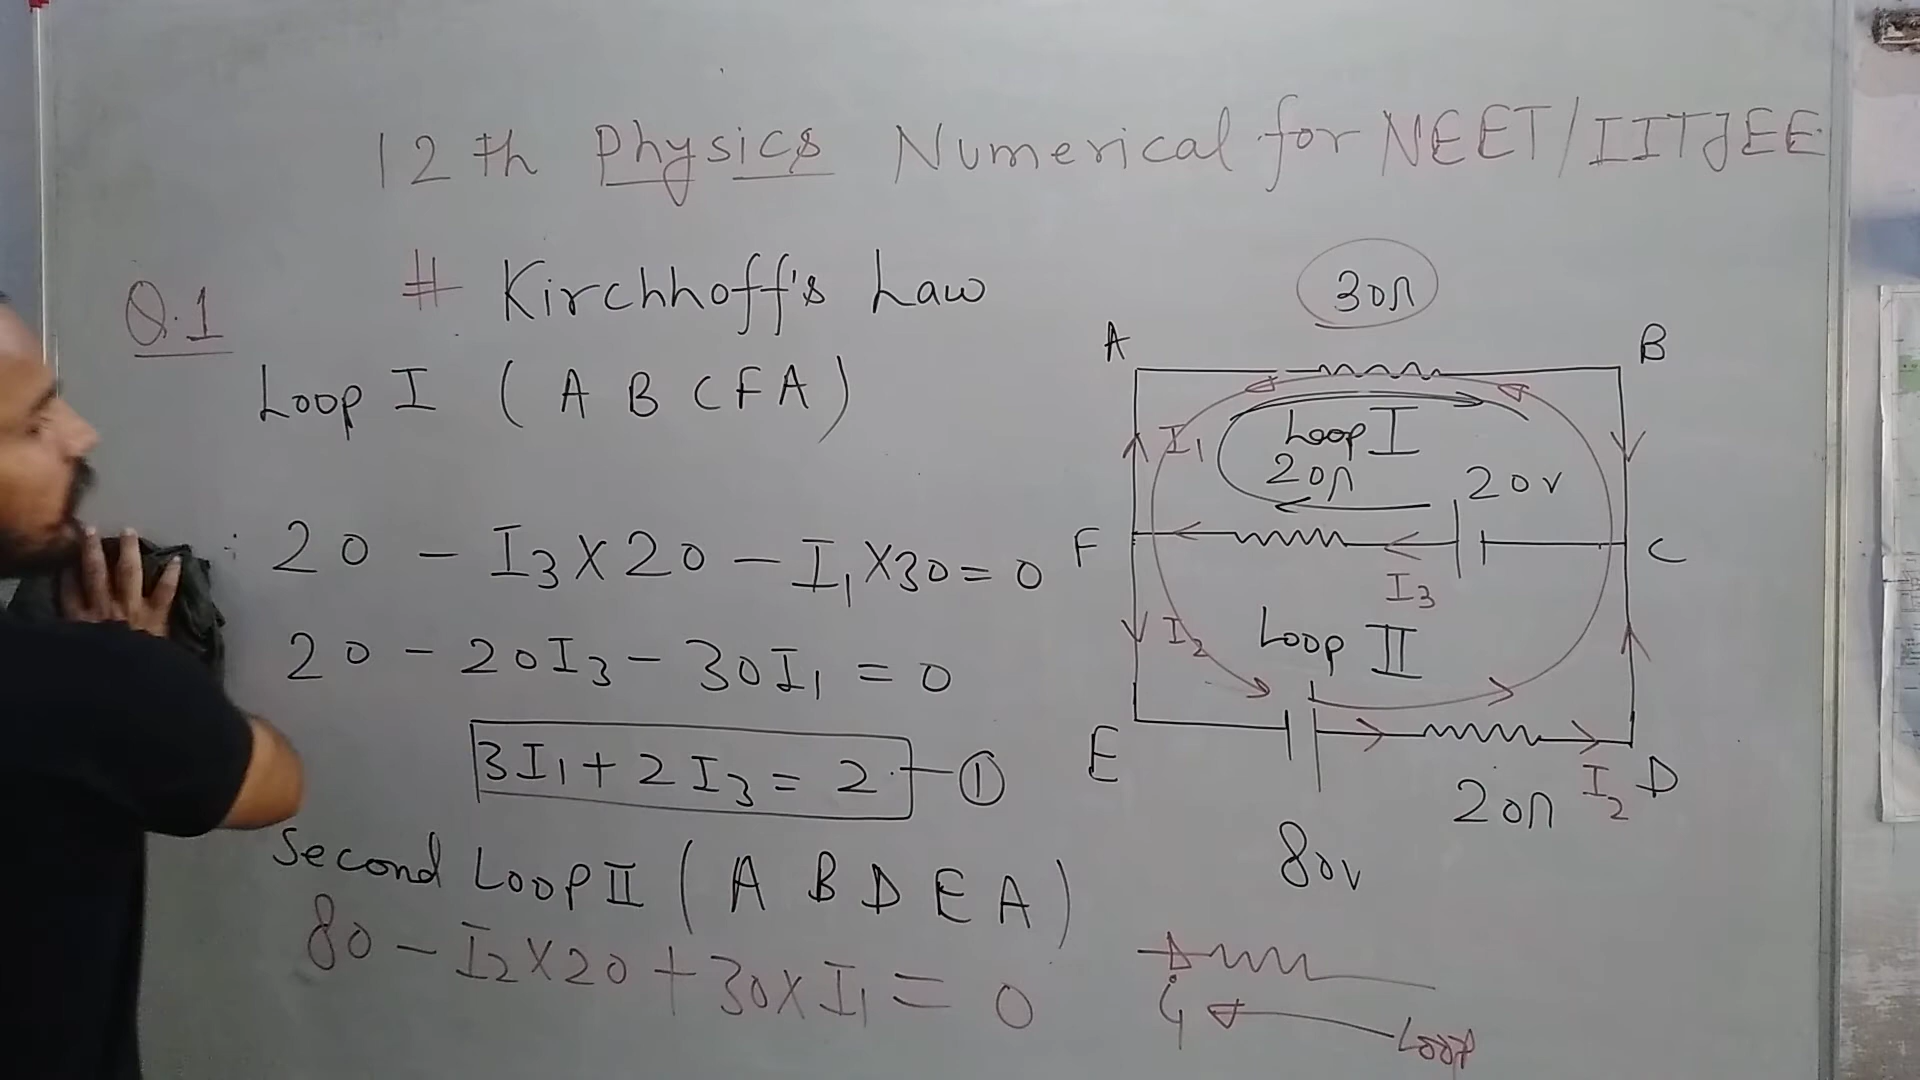 12th Physics Numerical for NEET/IITJEE
# Kirchhoff's Law
Q.1
Loop I (A B C F A)
20 - I₃×20 - I₁×30 = 0
20 - 20I₃ - 30I₁ = 0
3I₁ + 2I₃ = 2 - ①
Second Loop II (A B D E A)
80 - I₂×20 + 30×I₁ = 0
30Ω
A B
I₁ Loop I
20Ω 20V
F C
I₃
I₂ Loop II
E I₂ D
20Ω
80V
Loop